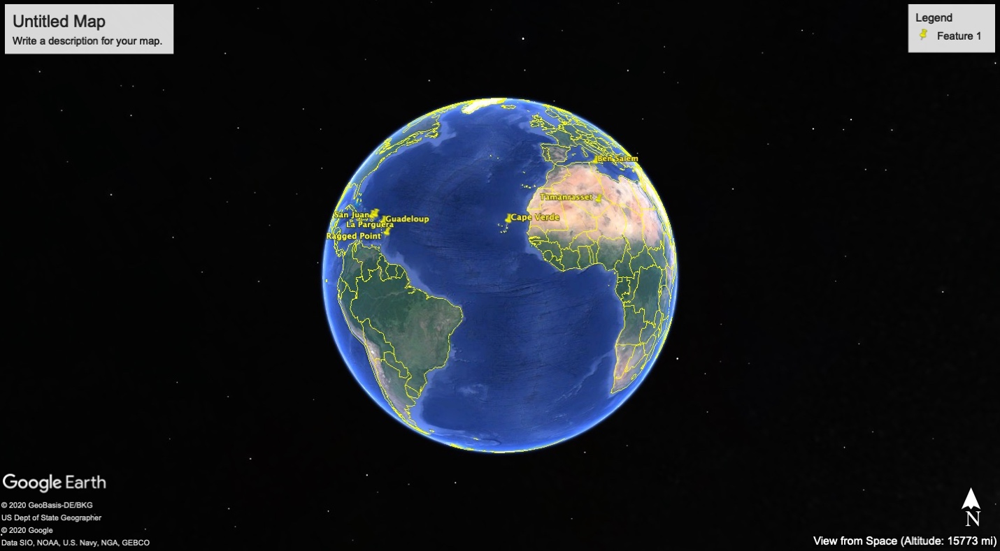 Untitled Map
Write a description for your map.
Legend
Feature 1
Ben Salem
Tamanrasset
San Juan
Guadeloup
Cape Verde
La Parguera
Ragged Point
Google Earth
© 2020 GeoBasis-DE/BKG
US Dept of State Geographer
© 2020 Google
Data SIO, NOAA, U.S. Navy, NGA, GEBCO
N
View from Space (Altitude: 15773 mi)